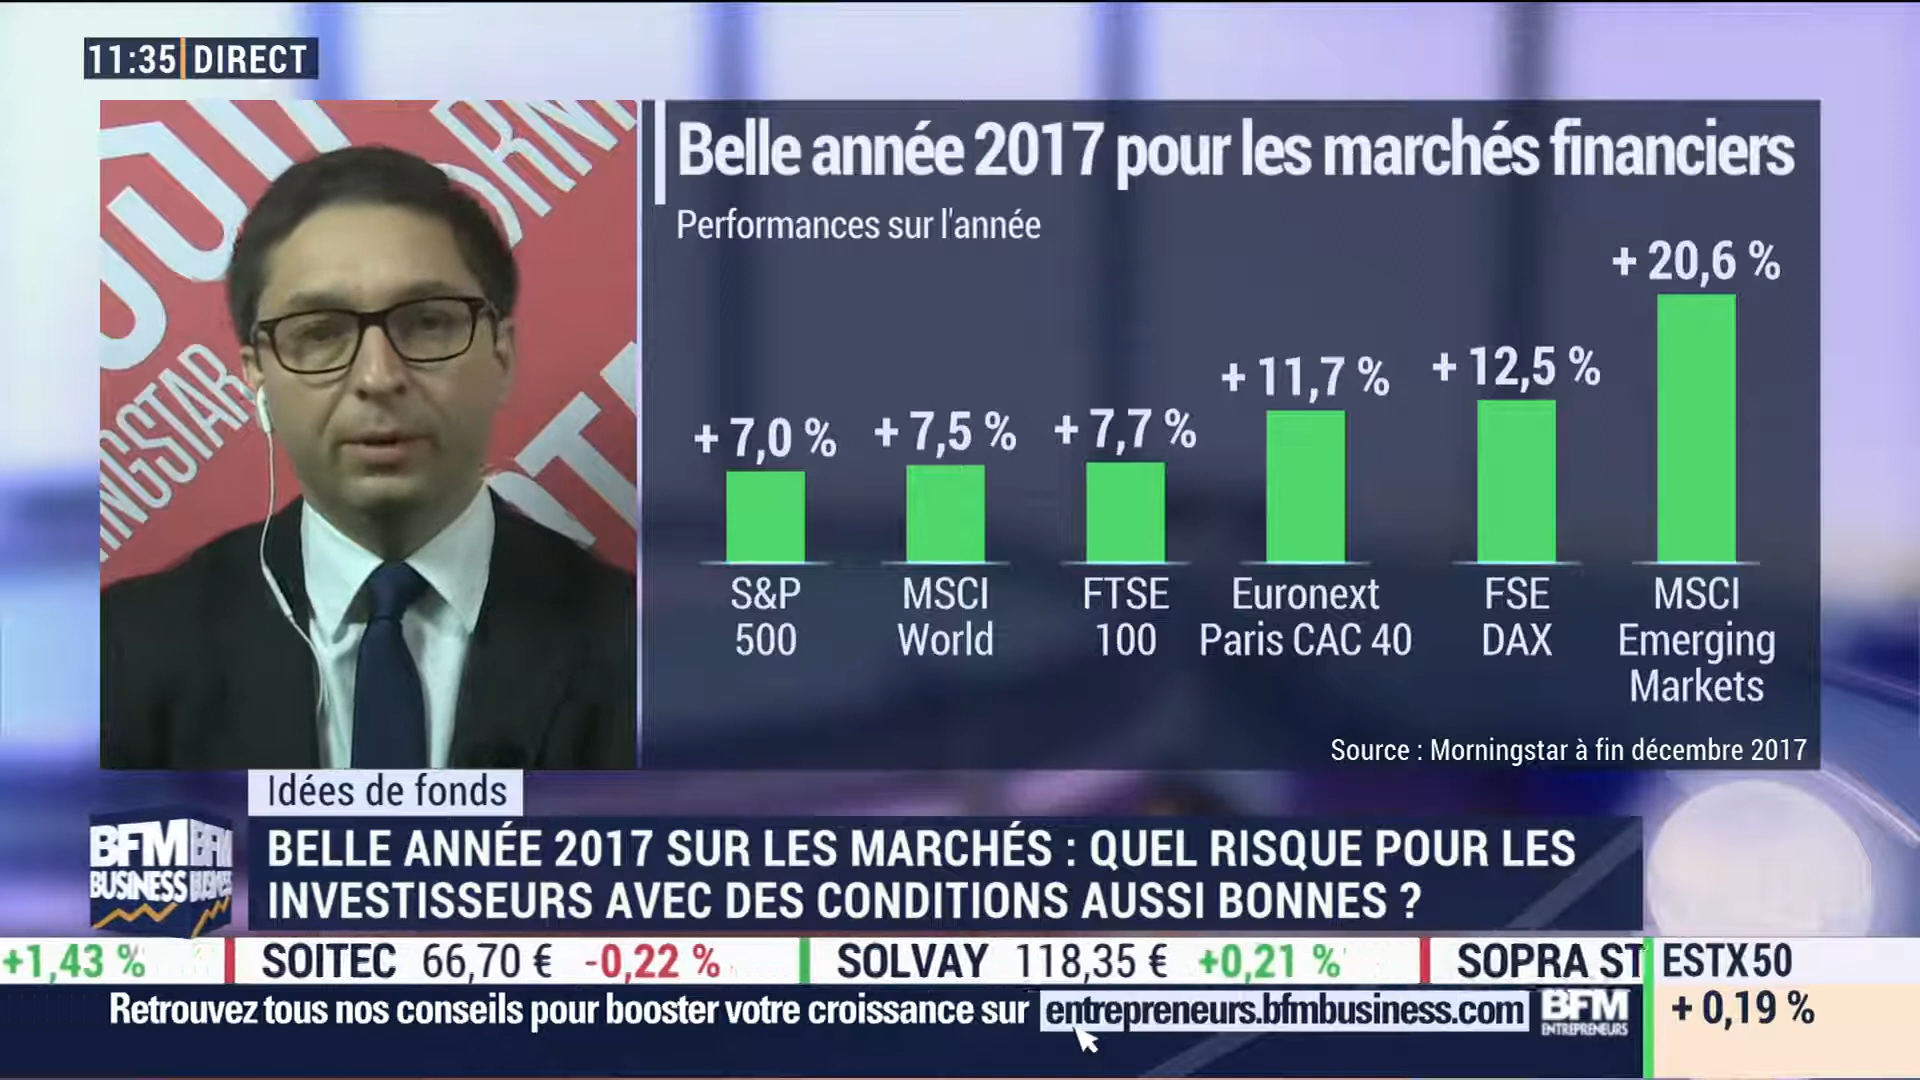 11:35 DIRECT
MORNINGSTAR
Belle année 2017 pour les marchés financiers
Performances sur l'année
+ 7,0 %
+ 7,5 %
+ 7,7 %
+ 11,7 %
+ 12,5 %
+ 20,6 %
S&P
500
MSCI
World
FTSE
100
Euronext
Paris CAC 40
FSE
DAX
MSCI
Emerging
Markets
Source : Morningstar à fin décembre 2017
Idées de fonds
BFM
BUSINESS
BELLE ANNÉE 2017 SUR LES MARCHÉS : QUEL RISQUE POUR LES
INVESTISSEURS AVEC DES CONDITIONS AUSSI BONNES ?
+1,43 % SOITEC 66,70 € -0,22 % SOLVAY 118,35 € +0,21 % SOPRA ST
ESTX50
+ 0,19 %
Retrouvez tous nos conseils pour booster votre croissance sur entrepreneurs.bfmbusiness.com
BFM
ENTREPRENEURS